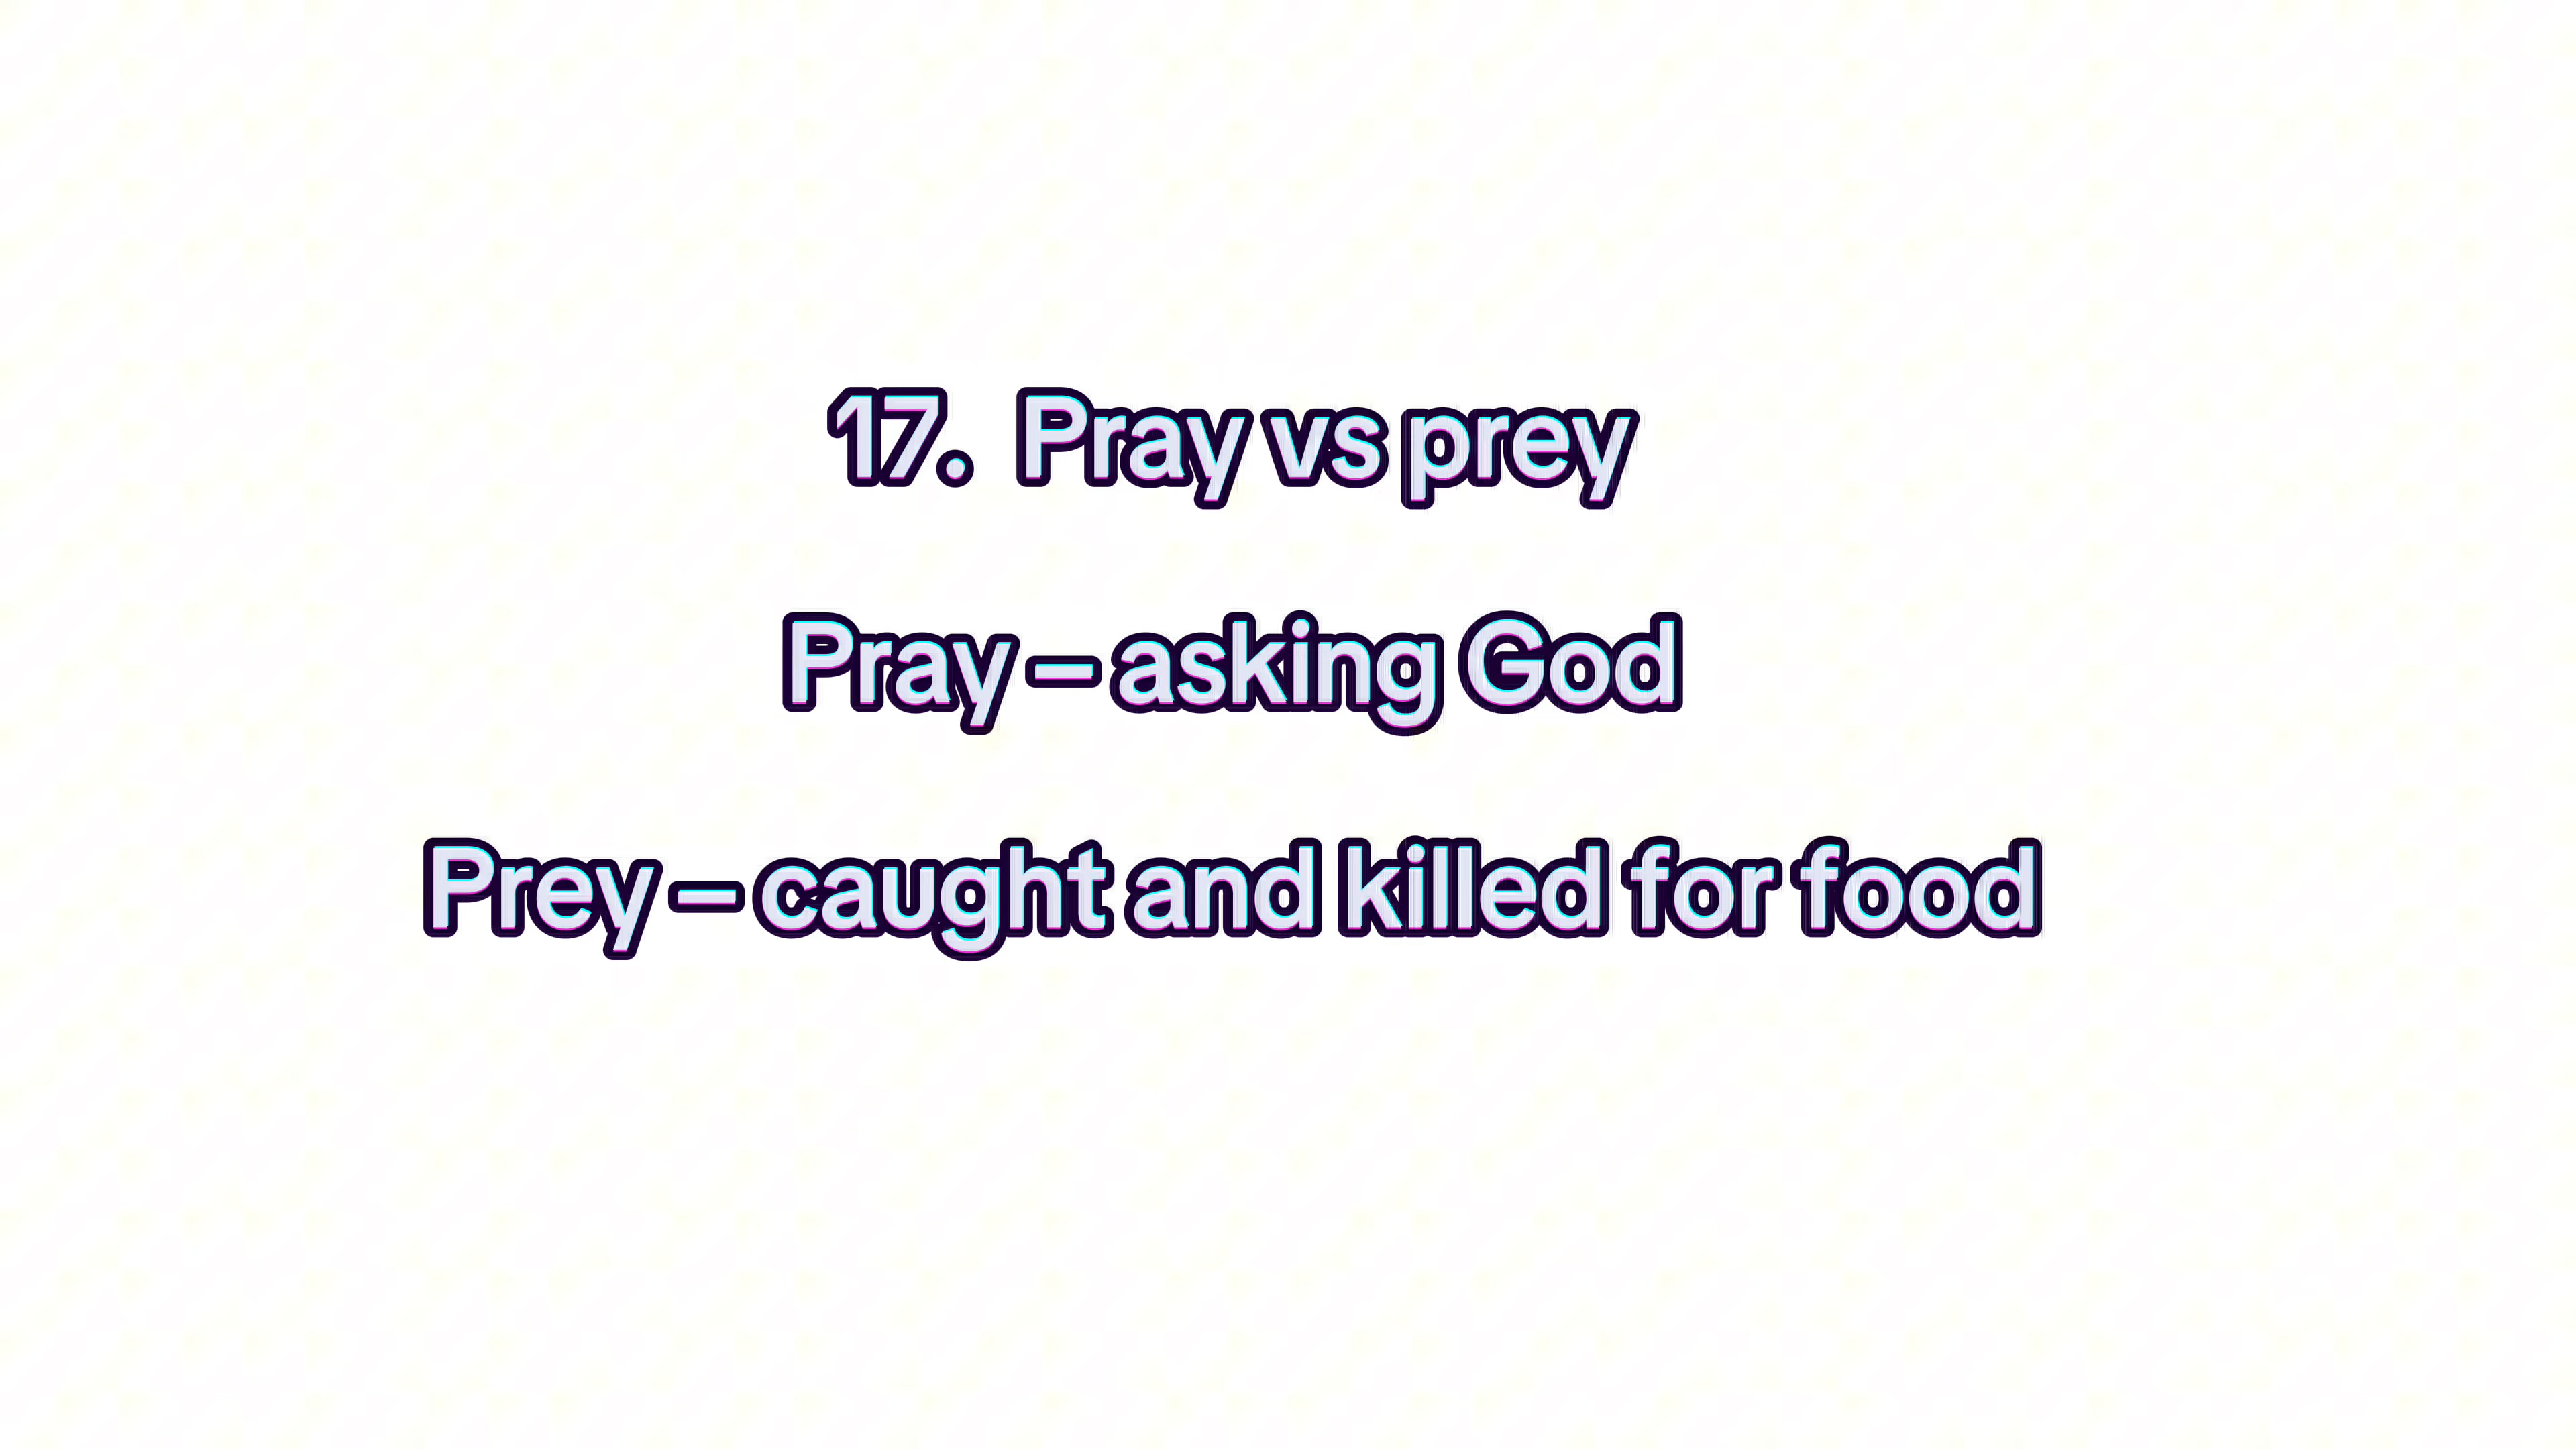 17. Pray vs prey
Pray – asking God
Prey – caught and killed for food